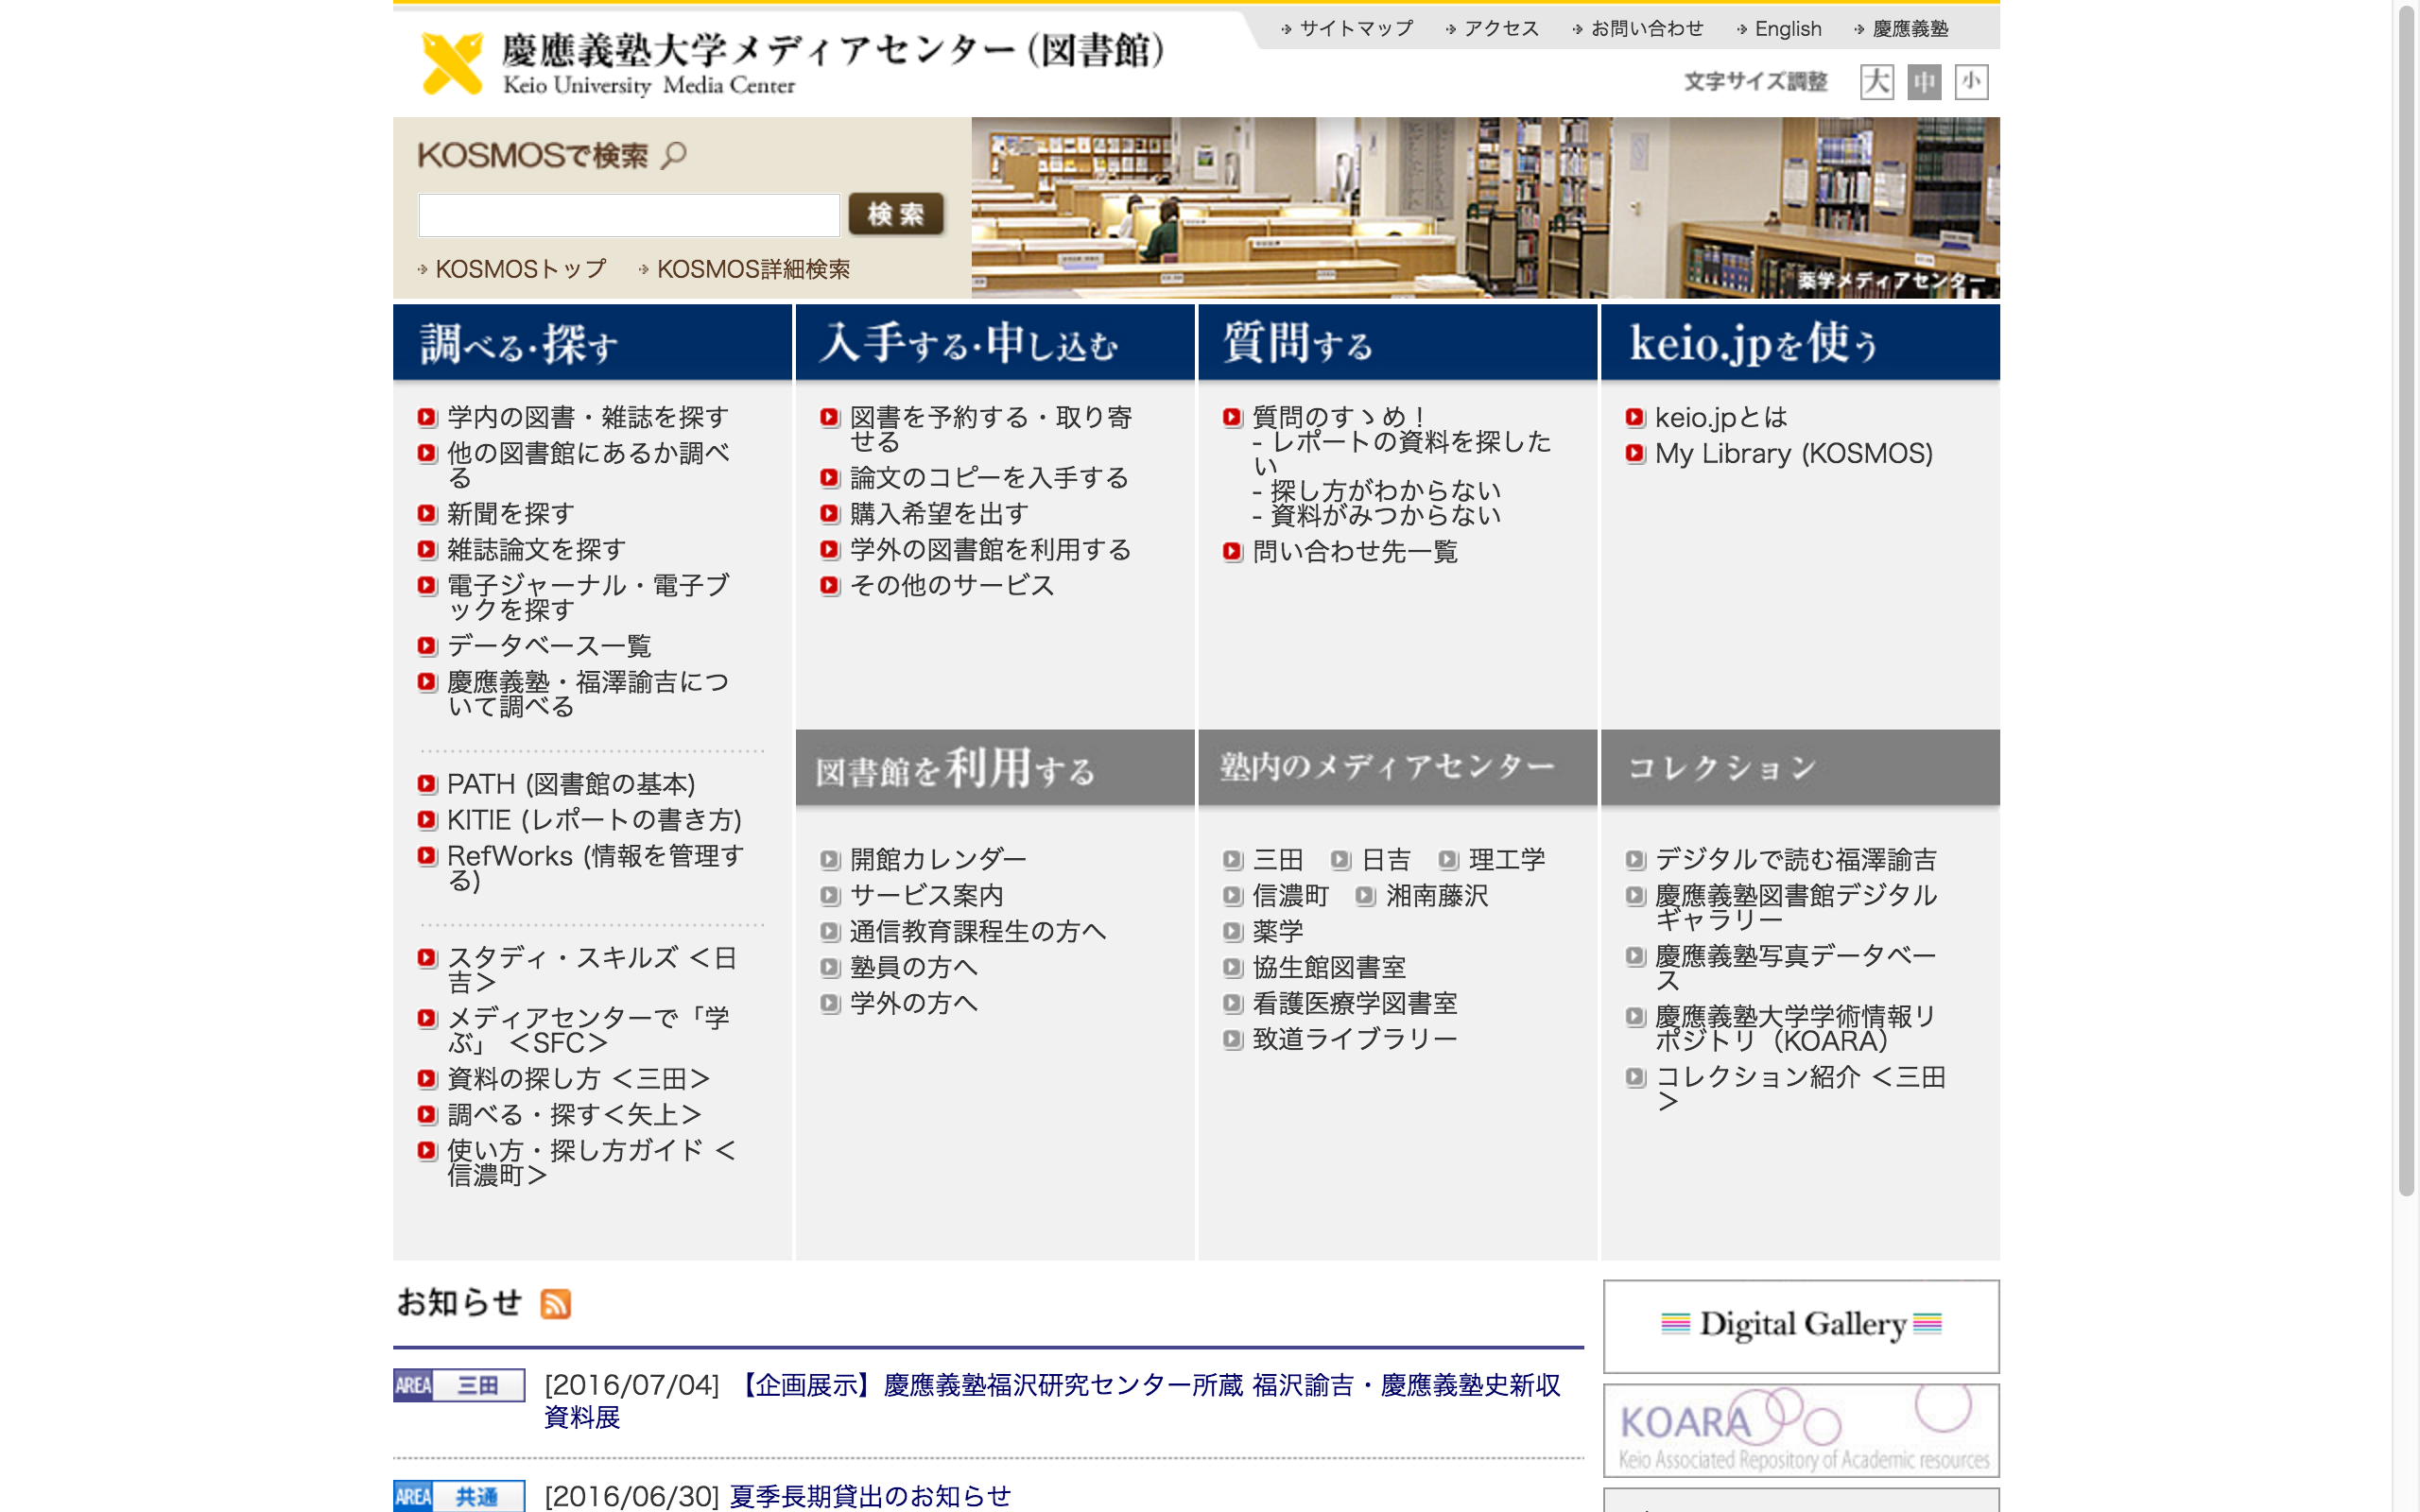 サイトマップ アクセス お問い合わせ English 慶應義塾
慶應義塾大学メディアセンター(図書館)
Keio University Media Center
文字サイズ調整 大 中 小
KOSMOSで検索
検索
KOSMOSトップ KOSMOS詳細検索
薬学メディアセンター
調べる・探す
学内の図書・雑誌を探す
他の図書館にあるか調べ
る
新聞を探す
雑誌論文を探す
電子ジャーナル・電子ブ
ックを探す
データベース一覧
慶應義塾・福澤諭吉につ
いて調べる
PATH (図書館の基本)
KITIE (レポートの書き方)
RefWorks (情報を管理す
る)
スタディ・スキルズ ＜日
吉＞
メディアセンターで「学
ぶ」 ＜SFC＞
資料の探し方 ＜三田＞
調べる・探す＜矢上＞
使い方・探し方ガイド ＜
信濃町＞
入手する・申し込む
図書を予約する・取り寄
せる
論文のコピーを入手する
購入希望を出す
学外の図書館を利用する
その他のサービス
質問する
質問のすゝめ！
- レポートの資料を探した
い
- 探し方がわからない
- 資料がみつからない
問い合わせ先一覧
keio.jpを使う
keio.jpとは
My Library (KOSMOS)
図書館を利用する
開館カレンダー
サービス案内
通信教育課程生の方へ
塾員の方へ
学外の方へ
塾内のメディアセンター
三田 日吉 理工学
信濃町 湘南藤沢
薬学
協生館図書室
看護医療学図書室
致道ライブラリー
コレクション
デジタルで読む福澤諭吉
慶應義塾図書館デジタル
ギャラリー
慶應義塾写真データベー
ス
慶應義塾大学学術情報リ
ポジトリ（KOARA）
コレクション紹介 ＜三田
＞
お知らせ
AREA 三田 [2016/07/04] 【企画展示】慶應義塾福沢研究センター所蔵 福沢諭吉・慶應義塾史新収
資料展
AREA 共通 [2016/06/30] 夏季長期貸出のお知らせ
Digital Gallery
KOARA
Keio Associated Repository of Academic resources